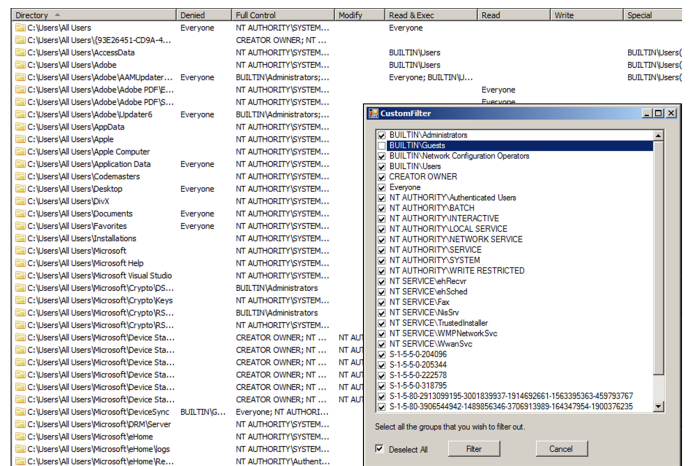 Directory Denied Full Control Modify Read & Exec Read Write Special
C:\Users\All Users Everyone NT AUTHORITY\SYSTEM... Everyone
C:\Users\All Users\{93E26451-CD9A-4... CREATOR OWNER; NT ...
C:\Users\All Users\AccessData NT AUTHORITY\SYSTEM... BUILTIN\Users BUILTIN\Users(
C:\Users\All Users\Adobe NT AUTHORITY\SYSTEM... BUILTIN\Users BUILTIN\Users(
C:\Users\All Users\Adobe\AAMUpdater... Everyone BUILTIN\Administrators;... Everyone; BUILTIN\U... BUILTIN\Users(
C:\Users\All Users\Adobe\Adobe PDF\E... NT AUTHORITY\SYSTEM... Everyone
C:\Users\All Users\Adobe\Adobe PDF\S... NT AUTHORITY\SYSTEM... Everyone
C:\Users\All Users\Adobe\Updater6 Everyone BUILTIN\Administrators;...
C:\Users\All Users\AppData NT AUTHORITY\SYSTEM...
C:\Users\All Users\Apple NT AUTHORITY\SYSTEM...
C:\Users\All Users\Apple Computer NT AUTHORITY\SYSTEM...
C:\Users\All Users\Application Data Everyone NT AUTHORITY\SYSTEM...
C:\Users\All Users\Codemasters NT AUTHORITY\SYSTEM...
C:\Users\All Users\Desktop Everyone NT AUTHORITY\SYSTEM...
C:\Users\All Users\DivX NT AUTHORITY\SYSTEM...
C:\Users\All Users\Documents Everyone NT AUTHORITY\SYSTEM...
C:\Users\All Users\Favorites Everyone NT AUTHORITY\SYSTEM...
C:\Users\All Users\Installations NT AUTHORITY\SYSTEM...
C:\Users\All Users\Microsoft NT AUTHORITY\SYSTEM...
C:\Users\All Users\Microsoft Help NT AUTHORITY\SYSTEM...
C:\Users\All Users\Microsoft Visual Studio NT AUTHORITY\SYSTEM...
C:\Users\All Users\Microsoft\Crypto\DS... BUILTIN\Administrators
C:\Users\All Users\Microsoft\Crypto\Keys NT AUTHORITY\SYSTEM...
C:\Users\All Users\Microsoft\Crypto\RS... BUILTIN\Administrators
C:\Users\All Users\Microsoft\Crypto\RS... NT AUTHORITY\SYSTEM...
C:\Users\All Users\Microsoft\Device Sta... CREATOR OWNER; NT ... NT AUT
C:\Users\All Users\Microsoft\Device Sta... CREATOR OWNER; NT ... NT AUT
C:\Users\All Users\Microsoft\Device Sta... CREATOR OWNER; NT ... NT AUT
C:\Users\All Users\Microsoft\Device Sta... CREATOR OWNER; NT ... NT AUT
C:\Users\All Users\Microsoft\Device Sta... CREATOR OWNER; NT ... NT AUT
C:\Users\All Users\Microsoft\DeviceSync BUILTIN\G... Everyone; NT AUTHORI...
C:\Users\All Users\Microsoft\DRM\Server NT AUTHORITY\SYSTEM...
C:\Users\All Users\Microsoft\eHome NT AUTHORITY\SYSTEM...
C:\Users\All Users\Microsoft\eHome\logs NT AUTHORITY\SYSTEM...
C:\Users\All Users\Microsoft\eHome\Re... NT AUTHORITY\Authent...
CustomFilter
BUILTIN\Administrators
BUILTIN\Guests
BUILTIN\Network Configuration Operators
BUILTIN\Users
CREATOR OWNER
Everyone
NT AUTHORITY\Authenticated Users
NT AUTHORITY\BATCH
NT AUTHORITY\INTERACTIVE
NT AUTHORITY\LOCAL SERVICE
NT AUTHORITY\NETWORK SERVICE
NT AUTHORITY\SERVICE
NT AUTHORITY\SYSTEM
NT AUTHORITY\WRITE RESTRICTED
NT SERVICE\ehRecvr
NT SERVICE\ehSched
NT SERVICE\Fax
NT SERVICE\NisSrv
NT SERVICE\TrustedInstaller
NT SERVICE\WMPNetworkSvc
NT SERVICE\WwanSvc
S-1-5-5-0-204096
S-1-5-5-0-205344
S-1-5-5-0-222578
S-1-5-5-0-318795
S-1-5-80-2913099195-3001839937-1914692661-1563395363-459793767
S-1-5-80-3906544942-1489856346-3706913989-164347954-1900376235
Select all the groups that you wish to filter out.
Deselect All Filter Cancel